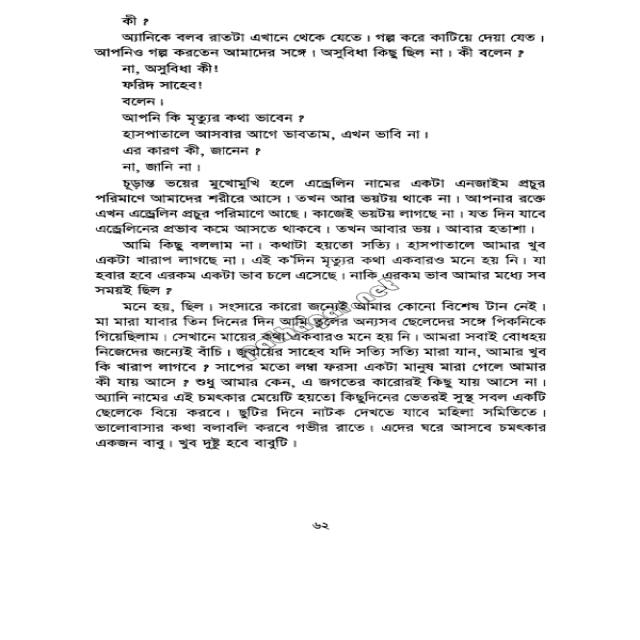 কী ?
অ্যানিকে বলব রাতটা এখানে থেকে যেতে। গল্প করে কাটিয়ে দেয়া যেত।
আপনিও গল্প করতেন আমাদের সঙ্গে। অসুবিধা কিছু ছিল না। কী বলেন ?
না, অসুবিধা কী!
ফরিদ সাহেব!
বলেন।
আপনি কি মৃত্যুর কথা ভাবেন ?
হাসপাতালে আসবার আগে ভাবতাম, এখন ভাবি না।
এর কারণ কী, জানেন ?
না, জানি না।
চূড়ান্ত ভয়ের মুখোমুখি হলে এড্রেলিন নামের একটা এনজাইম প্রচুর
পরিমাণে আমাদের শরীরে আসে। তখন আর ভয়টয় থাকে না। আপনার রক্তে
এখন এড্রেলিন প্রচুর পরিমাণে আছে। কাজেই ভয়টয় লাগছে না। যত দিন যাবে
এড্রেলিনের প্রভাব কমে আসতে থাকবে। তখন আবার ভয়। আবার হতাশা।
আমি কিছু বললাম না। কথাটা হয়তো সত্যি। হাসপাতালে আমার খুব
একটা খারাপ লাগছে না। এই ক'দিন মৃত্যুর কথা একবারও মনে হয় নি। যা
হবার হবে এরকম একটা ভাব চলে এসেছে। নাকি এরকম ভাব আমার মধ্যে সব
সময়ই ছিল ?
মনে হয়, ছিল। সংসারে কারো জন্যেই আমার কোনো বিশেষ টান নেই।
মা মারা যাবার তিন দিনের দিন আমি স্কুলের অন্যসব ছেলেদের সঙ্গে পিকনিকে
গিয়েছিলাম। সেখানে মায়ের কথা একবারও মনে হয় নি। আমরা সবাই বোধহয়
নিজেদের জন্যেই বাঁচি। জুবায়ের সাহেব যদি সত্যি সত্যি মারা যান, আমার খুব
কি খারাপ লাগবে ? সাপের মতো লম্বা ফরসা একটা মানুষ মারা গেলে আমার
কী যায় আসে ? শুধু আমার কেন, এ জগতের কারোরই কিছু যায় আসে না।
অ্যানি নামের এই চমৎকার মেয়েটি হয়তো কিছুদিনের ভেতরই সুস্থ সবল একটি
ছেলেকে বিয়ে করবে। ছুটির দিনে নাটক দেখতে যাবে মহিলা সমিতিতে।
ভালোবাসার কথা বলাবলি করবে গভীর রাতে। এদের ঘরে আসবে চমৎকার
একজন বাবু। খুব দুষ্টু হবে বাবুটি।
৬২